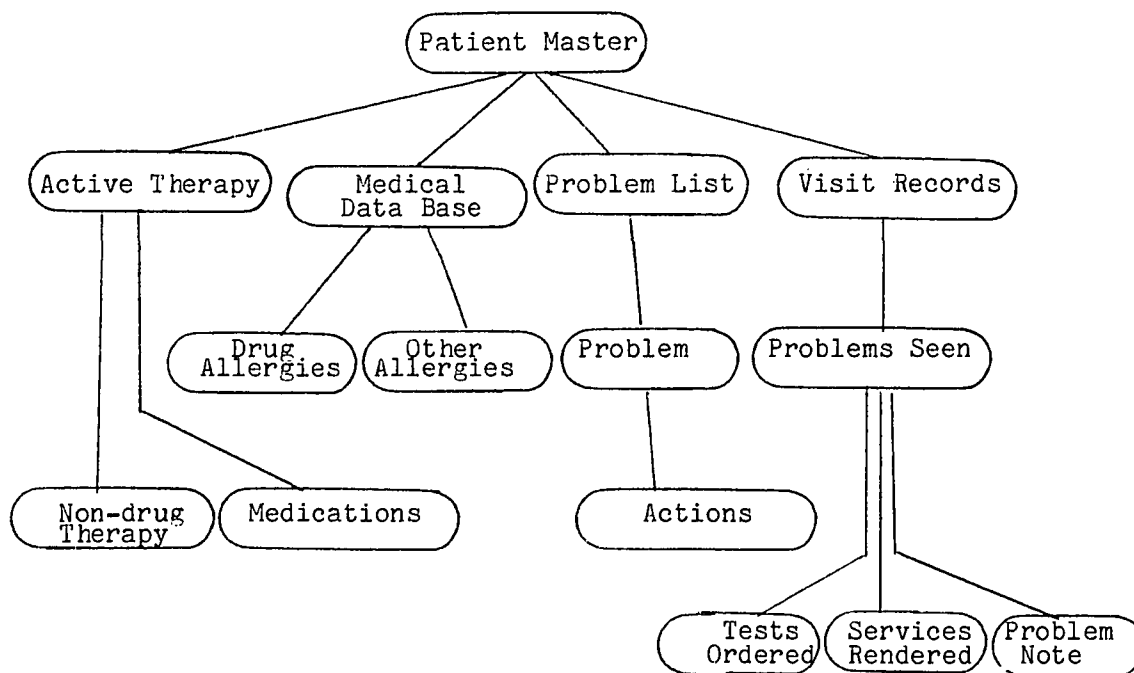 Patient Master
Active Therapy
Medical
Data Base
Problem List
Visit Records
Drug
Allergies
Other
Allergies
Problem
Problems Seen
Non-drug
Therapy
Medications
Actions
Tests
Ordered
Services
Rendered
Problem
Note